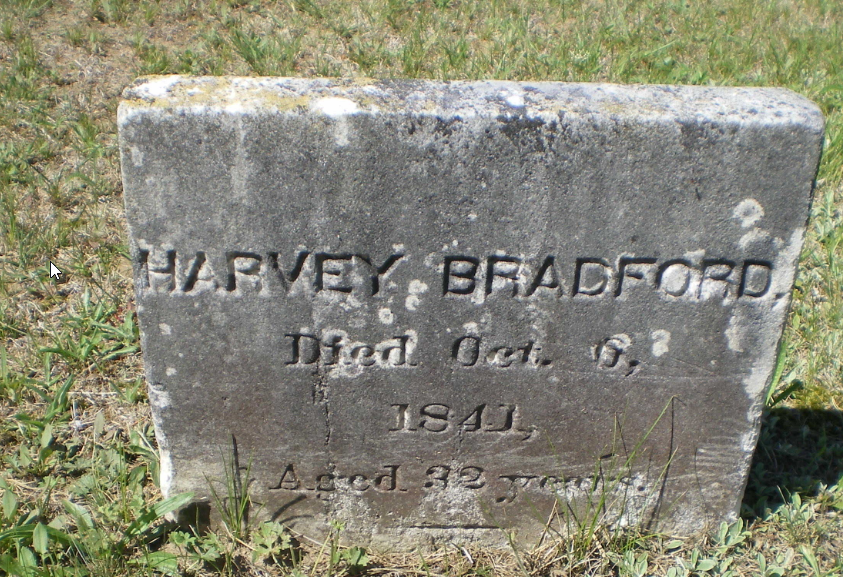 HARVEY BRADFORD.
Died Oct. 6,
1841,
Aged 32 years.